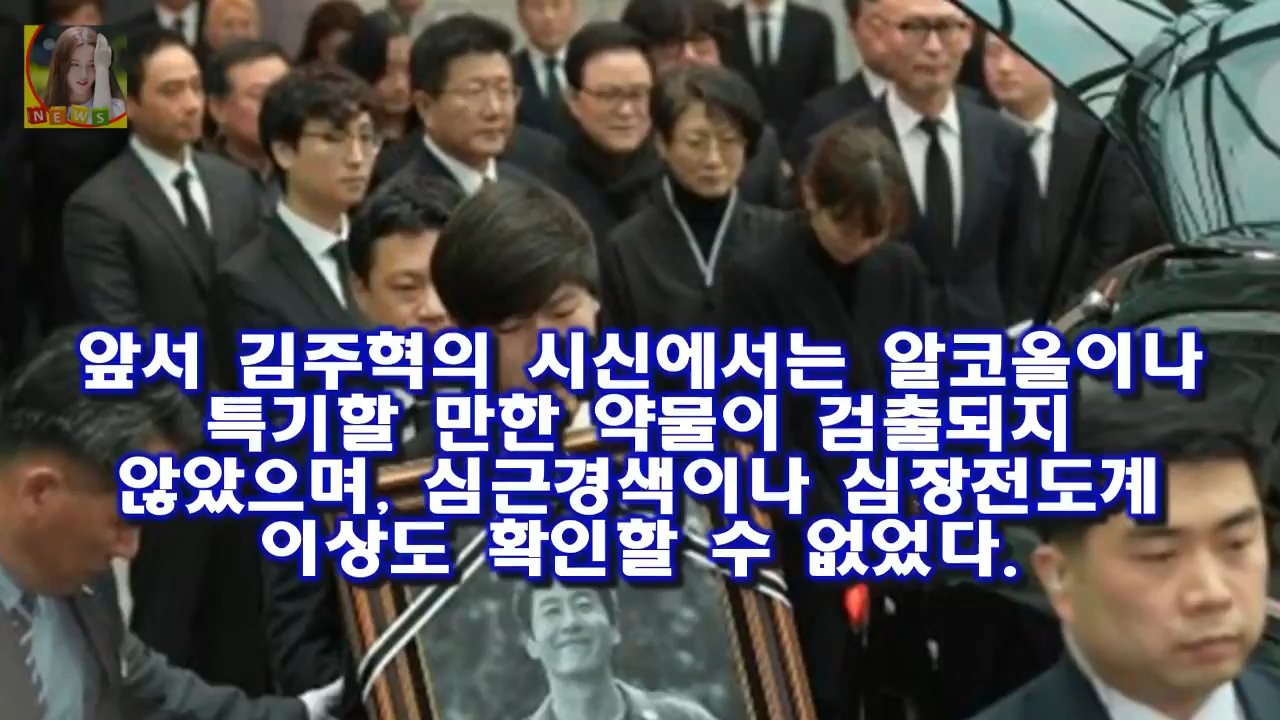 NEWS
앞서 김주혁의 시신에서는 알코올이나
특기할 만한 약물이 검출되지
않았으며, 심근경색이나 심장전도계
이상도 확인할 수 없었다.